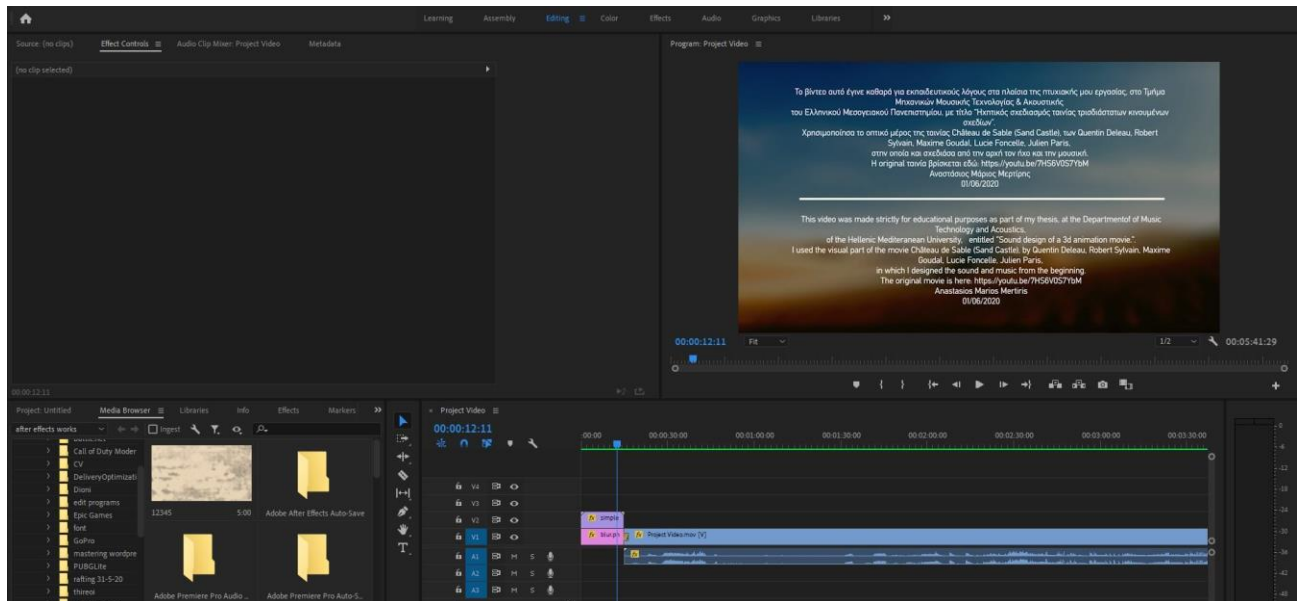 Learning Assembly Editing Color Effects Audio Graphics Libraries
Source: (no clips) Effect Controls Audio Clip Mixer: Project Video Metadata
(no clip selected)
00:00:12:11
Program: Project Video
Το βίντεο αυτό έγινε καθαρά για εκπαιδευτικούς λόγους στα πλαίσια της πτυχιακής μου εργασίας, στο Τμήμα
Μηχανικών Μουσικής Τεχνολογίας & Ακουστικής
του Ελληνικού Μεσογειακού Πανεπιστημίου, με τίτλο "Ηχητικός σχεδιασμός ταινίας τρισδιάστατων κινουμένων
σχεδίων".
Χρησιμοποίησα το οπτικό μέρος της ταινίας Château de Sable (Sand Castle), των Quentin Deleau, Robert
Sylvain, Maxime Goudal, Lucie Foncelle, Julien Paris,
στην οποία και σχεδίασα από την αρχή τον ήχο και την μουσική.
Η original ταινία βρίσκεται εδώ: https://youtu.be/7HS6V0S7YbM
Αναστάσιος Μάριος Μερτίρης
01/06/2020
This video was made strictly for educational purposes as part of my thesis, at the Departmentof of Music
Technology and Acoustics,
of the Hellenic Mediteranean University, entitled "Sound design of a 3d animation movie.".
I used the visual part of the movie Château de Sable (Sand Castle), by Quentin Deleau, Robert Sylvain, Maxime
Goudal, Lucie Foncelle, Julien Paris,
in which I designed the sound and music from the beginning.
The original movie is here: https://youtu.be/7HS6V0S7YbM
Anastasios Marios Mertiris
01/06/2020
00:00:12:11 Fit 1/2 00:05:41:29
Project: Untitled Media Browser Libraries Info Effects Markers
after effects works Ingest
Call of Duty Moder
CV
DeliveryOptimizati
Dioni
edit programs
Epic Games
font
GoPro
mastering wordpre
PUBGLite
rafting 31-5-20
thireoi
12345 5:00
Adobe After Effects Auto-Save
Adobe Premiere Pro Audio ...
Adobe Premiere Pro Auto-S...
Project Video
00:00:12:11
:00:00 00:00:30:00 00:01:00:00 00:01:30:00 00:02:00:00 00:02:30:00 00:03:00:00 00:03:30:00
V4
V3
V2 fx simple
V1 fx Blur.pn fx Project Video.mov [V]
A1 M S fx
A2 M S
A3 M S
0
-6
-12
-18
-24
-30
-36
-42
-48